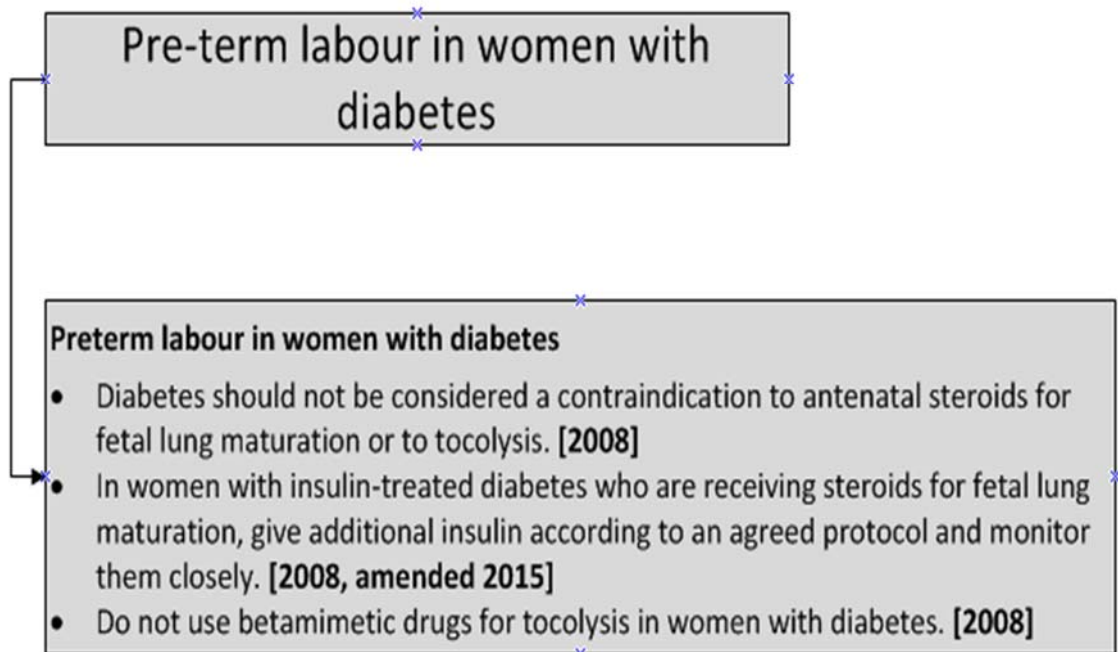 Pre-term labour in women with
diabetes
Preterm labour in women with diabetes
• Diabetes should not be considered a contraindication to antenatal steroids for
fetal lung maturation or to tocolysis. [2008]
• In women with insulin-treated diabetes who are receiving steroids for fetal lung
maturation, give additional insulin according to an agreed protocol and monitor
them closely. [2008, amended 2015]
• Do not use betamimetic drugs for tocolysis in women with diabetes. [2008]